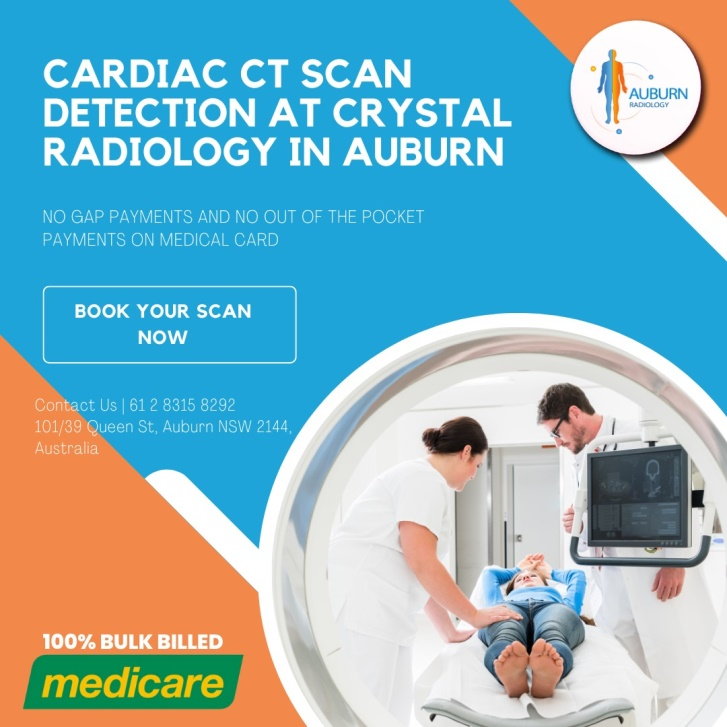 CARDIAC CT SCAN
DETECTION AT CRYSTAL
RADIOLOGY IN AUBURN
AUBURN
RADIOLOGY
NO GAP PAYMENTS AND NO OUT OF THE POCKET
PAYMENTS ON MEDICAL CARD
BOOK YOUR SCAN
NOW
Contact Us | 61 2 8315 8292
101/39 Queen St, Auburn NSW 2144,
Australia
100% BULK BILLED
medicare